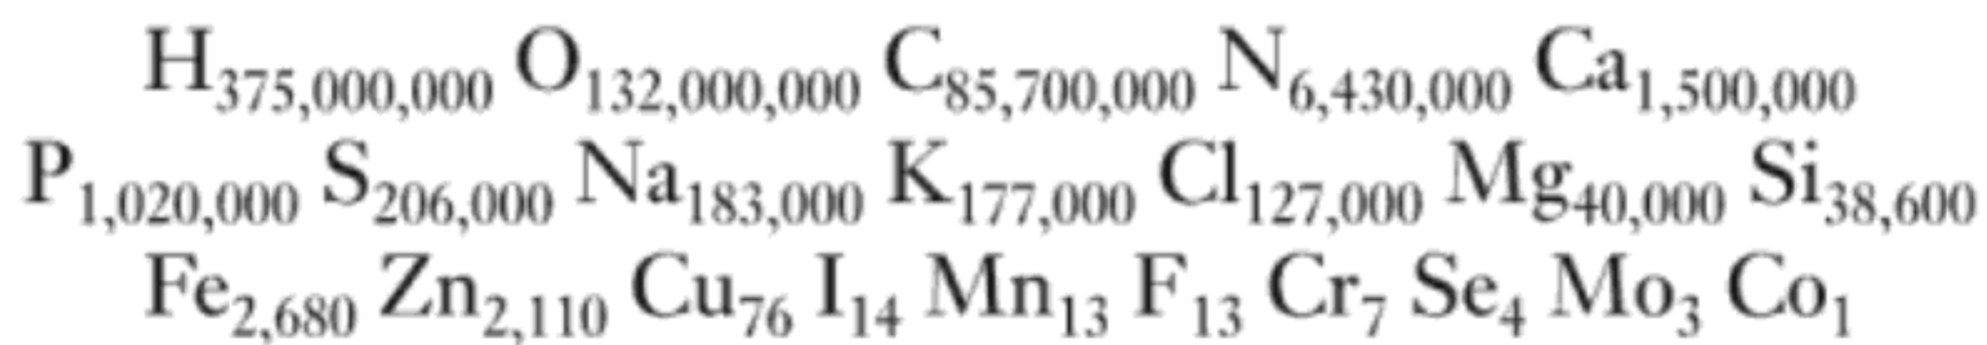 H₃₇₅,₀₀₀,₀₀₀ O₁₃₂,₀₀₀,₀₀₀ C₈₅,₇₀₀,₀₀₀ N₆,₄₃₀,₀₀₀ Ca₁,₅₀₀,₀₀₀
P₁,₀₂₀,₀₀₀ S₂₀₆,₀₀₀ Na₁₈₃,₀₀₀ K₁₇₇,₀₀₀ Cl₁₂₇,₀₀₀ Mg₄₀,₀₀₀ Si₃₈,₆₀₀
Fe₂,₆₈₀ Zn₂,₁₁₀ Cu₇₆ I₁₄ Mn₁₃ F₁₃ Cr₇ Se₄ Mo₃ Co₁